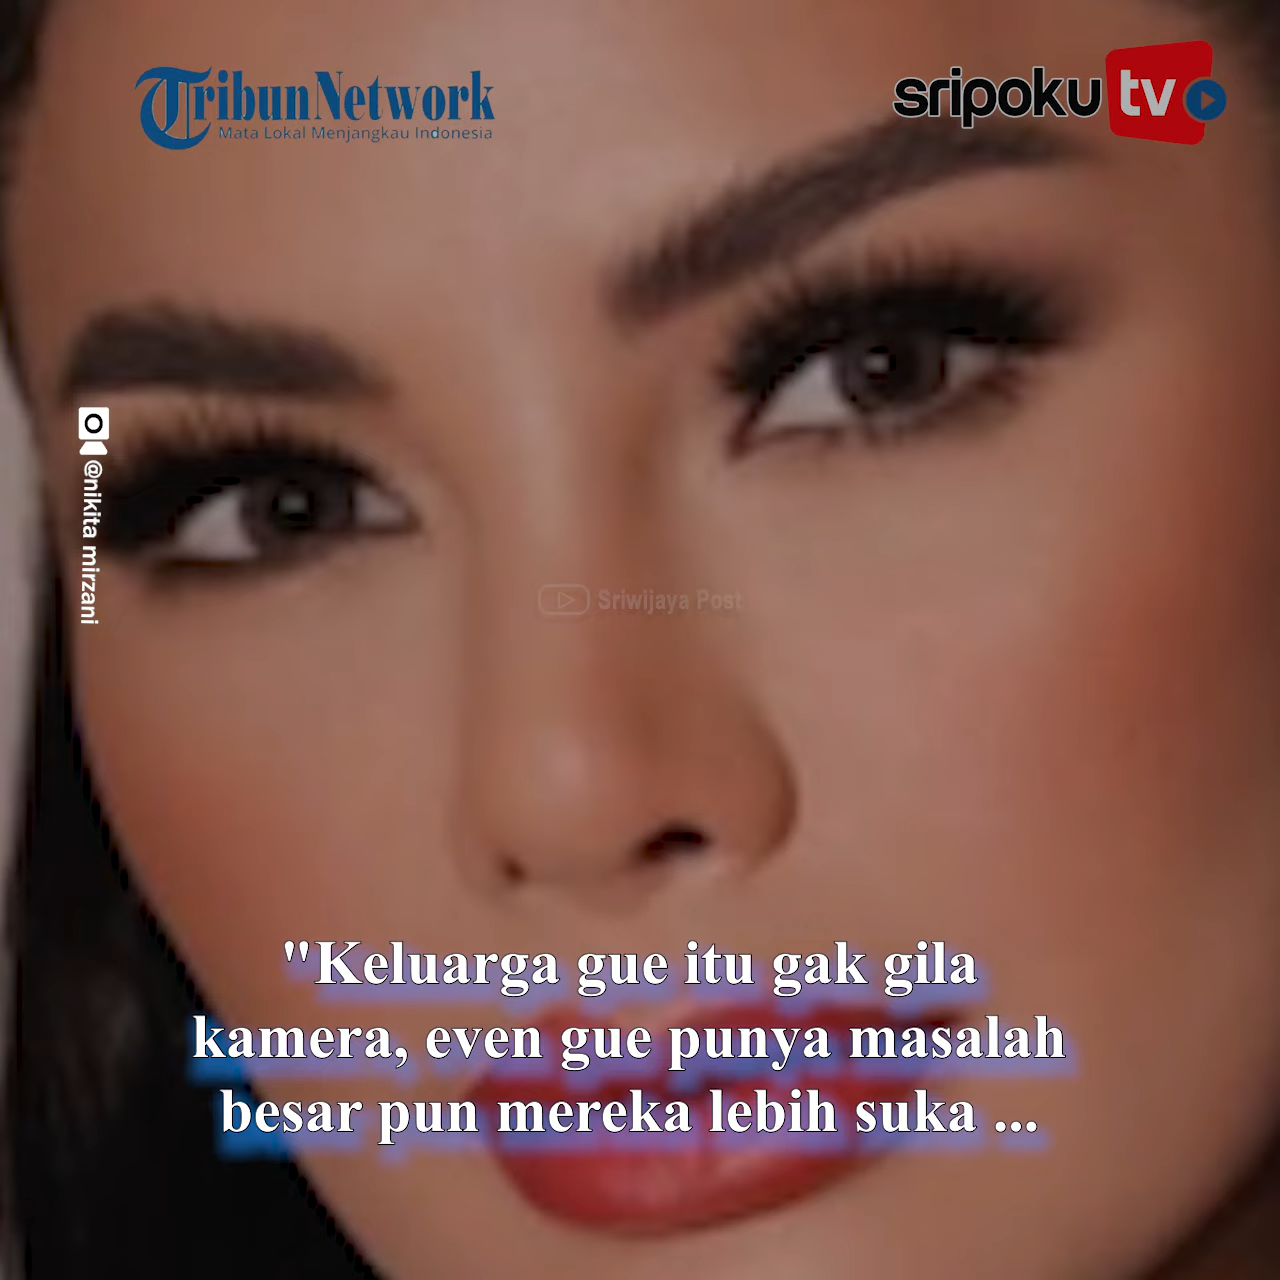 TribunNetwork
Mata Lokal Menjangkau Indonesia
sripoku tv
@nikita mirzani
Sriwijaya Post
"Keluarga gue itu gak gila
kamera, even gue punya masalah
besar pun mereka lebih suka ...